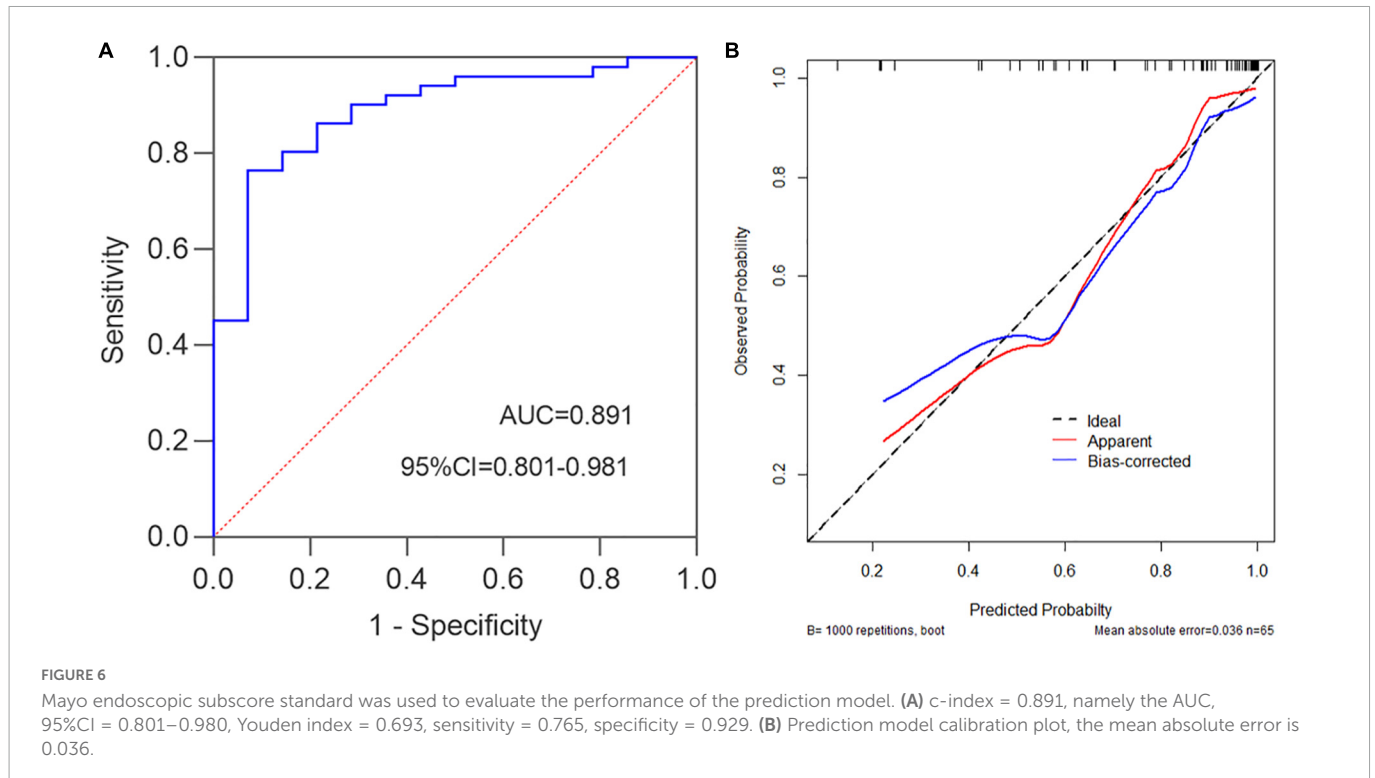 A
1.0
0.8
0.6
0.4
0.2
0.0
Sensitivity
AUC=0.891
95%CI=0.801-0.981
0.0 0.2 0.4 0.6 0.8 1.0
1 - Specificity
B
1.0
0.8
0.6
0.4
0.2
Observed Probability
Ideal
Apparent
Bias-corrected
0.2 0.4 0.6 0.8 1.0
Predicted Probabilty
B= 1000 repetitions, boot
Mean absolute error=0.036 n=65
FIGURE 6
Mayo endoscopic subscore standard was used to evaluate the performance of the prediction model. (A) c-index = 0.891, namely the AUC,
95%CI = 0.801–0.980, Youden index = 0.693, sensitivity = 0.765, specificity = 0.929. (B) Prediction model calibration plot, the mean absolute error is
0.036.